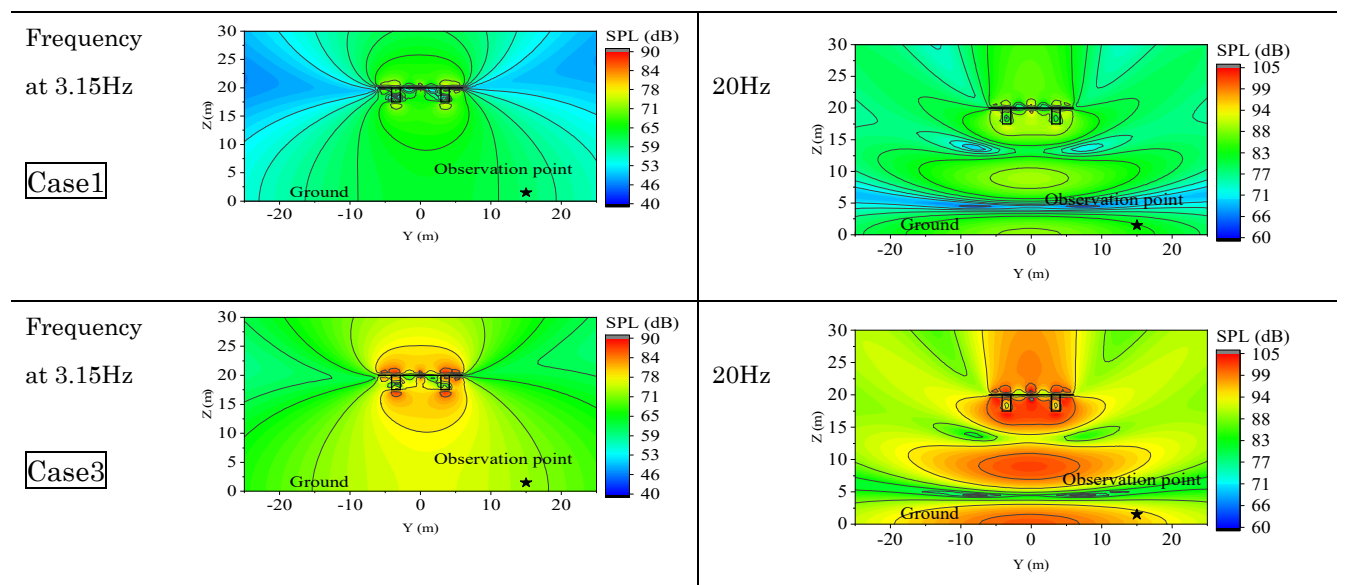 Frequency
at 3.15Hz
Case1
30
25
20
15
10
5
0
Z (m)
-20 -10 0 10 20
Y (m)
Observation point
Ground
SPL (dB)
90
84
78
71
65
59
53
46
40
20Hz
30
25
20
15
10
5
0
Z (m)
-20 -10 0 10 20
Y (m)
Observation point
Ground
SPL (dB)
105
99
94
88
83
77
71
66
60
Frequency
at 3.15Hz
Case3
30
25
20
15
10
5
0
Z (m)
-20 -10 0 10 20
Y (m)
Observation point
Ground
SPL (dB)
90
84
78
71
65
59
53
46
40
20Hz
30
25
20
15
10
5
0
Z (m)
-20 -10 0 10 20
Y (m)
Observation point
Ground
SPL (dB)
105
99
94
88
83
77
71
66
60